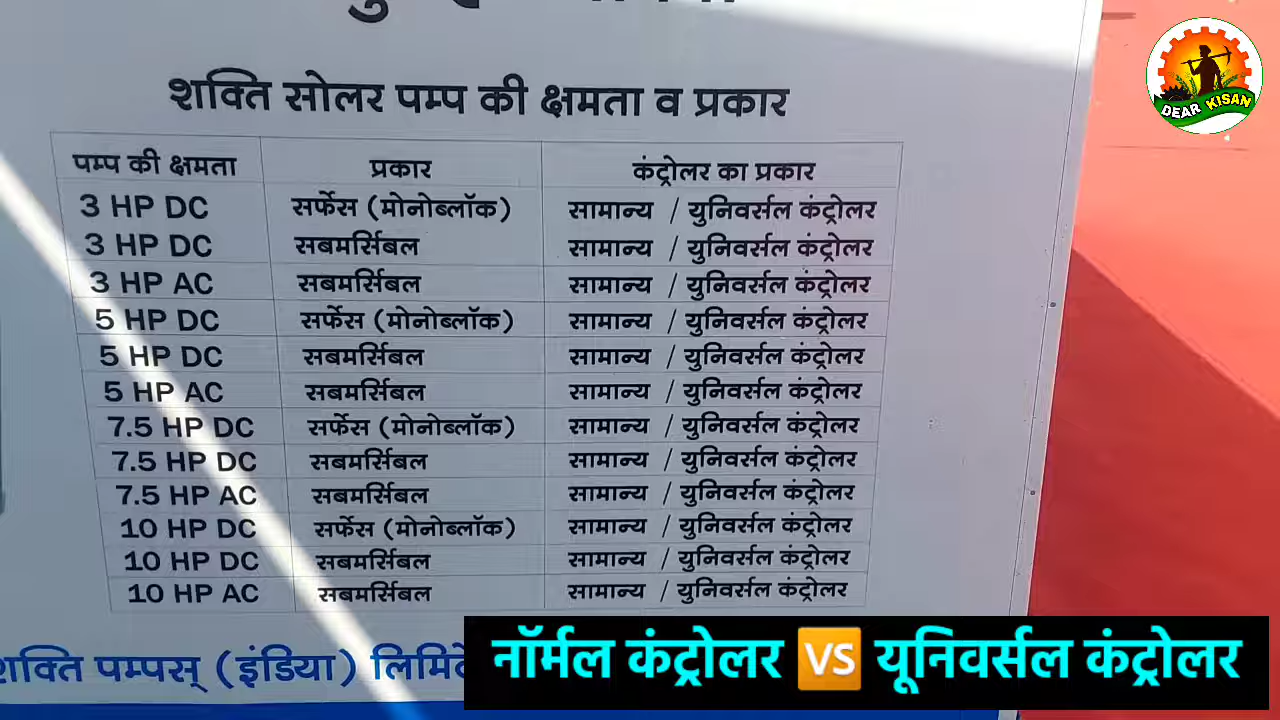 शक्ति सोलर पम्प की क्षमता व प्रकार
पम्प की क्षमता प्रकार कंट्रोलर का प्रकार
3 HP DC सर्फेस (मोनोब्लॉक) सामान्य / युनिवर्सल कंट्रोलर
3 HP DC सबमर्सिबल सामान्य / युनिवर्सल कंट्रोलर
3 HP AC सबमर्सिबल सामान्य / युनिवर्सल कंट्रोलर
5 HP DC सर्फेस (मोनोब्लॉक) सामान्य / युनिवर्सल कंट्रोलर
5 HP DC सबमर्सिबल सामान्य / युनिवर्सल कंट्रोलर
5 HP AC सबमर्सिबल सामान्य / युनिवर्सल कंट्रोलर
7.5 HP DC सर्फेस (मोनोब्लॉक) सामान्य / युनिवर्सल कंट्रोलर
7.5 HP DC सबमर्सिबल सामान्य / युनिवर्सल कंट्रोलर
7.5 HP AC सबमर्सिबल सामान्य / युनिवर्सल कंट्रोलर
10 HP DC सर्फेस (मोनोब्लॉक) सामान्य / युनिवर्सल कंट्रोलर
10 HP DC सबमर्सिबल सामान्य / युनिवर्सल कंट्रोलर
10 HP AC सबमर्सिबल सामान्य / युनिवर्सल कंट्रोलर
शक्ति पम्पस् (इंडिया)
नॉर्मल कंट्रोलर VS यूनिवर्सल कंट्रोलर
DEAR KISAN